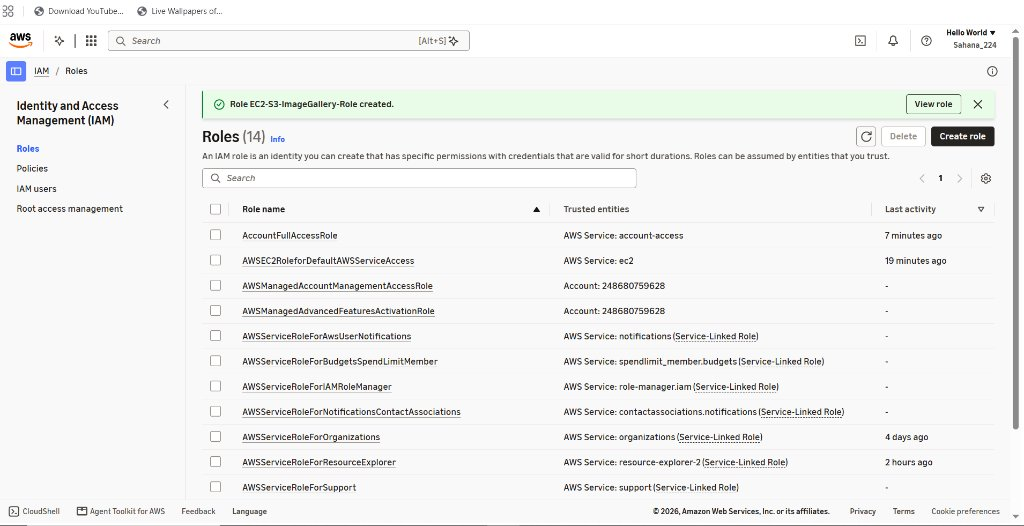 Download YouTube...
Live Wallpapers of...
aws
Search [Alt+S]
Hello World ▼
Sahana_224
IAM / Roles
Identity and Access Management (IAM)
Roles
Policies
IAM users
Root access management
Role EC2-S3-ImageGallery-Role created.
View role
Roles (14) Info
Delete
Create role
An IAM role is an identity you can create that has specific permissions with credentials that are valid for short durations. Roles can be assumed by entities that you trust.
Search
1
Role name Trusted entities Last activity
AccountFullAccessRole AWS Service: account-access 7 minutes ago
AWSEC2RoleforDefaultAWSServiceAccess AWS Service: ec2 19 minutes ago
AWSManagedAccountManagementAccessRole Account: 248680759628 -
AWSManagedAdvancedFeaturesActivationRole Account: 248680759628 -
AWSServiceRoleForAwsUserNotifications AWS Service: notifications (Service-Linked Role) -
AWSServiceRoleForBudgetsSpendLimitMember AWS Service: spendlimit_member.budgets (Service-Linked Role) -
AWSServiceRoleForIAMRoleManager AWS Service: role-manager.iam (Service-Linked Role) -
AWSServiceRoleForNotificationsContactAssociations AWS Service: contactassociations.notifications (Service-Linked Role) -
AWSServiceRoleForOrganizations AWS Service: organizations (Service-Linked Role) 4 days ago
AWSServiceRoleForResourceExplorer AWS Service: resource-explorer-2 (Service-Linked Role) 2 hours ago
AWSServiceRoleForSupport AWS Service: support (Service-Linked Role) -
CloudShell Agent Toolkit for AWS Feedback Language © 2026, Amazon Web Services, Inc. or its affiliates. Privacy Terms Cookie preferences